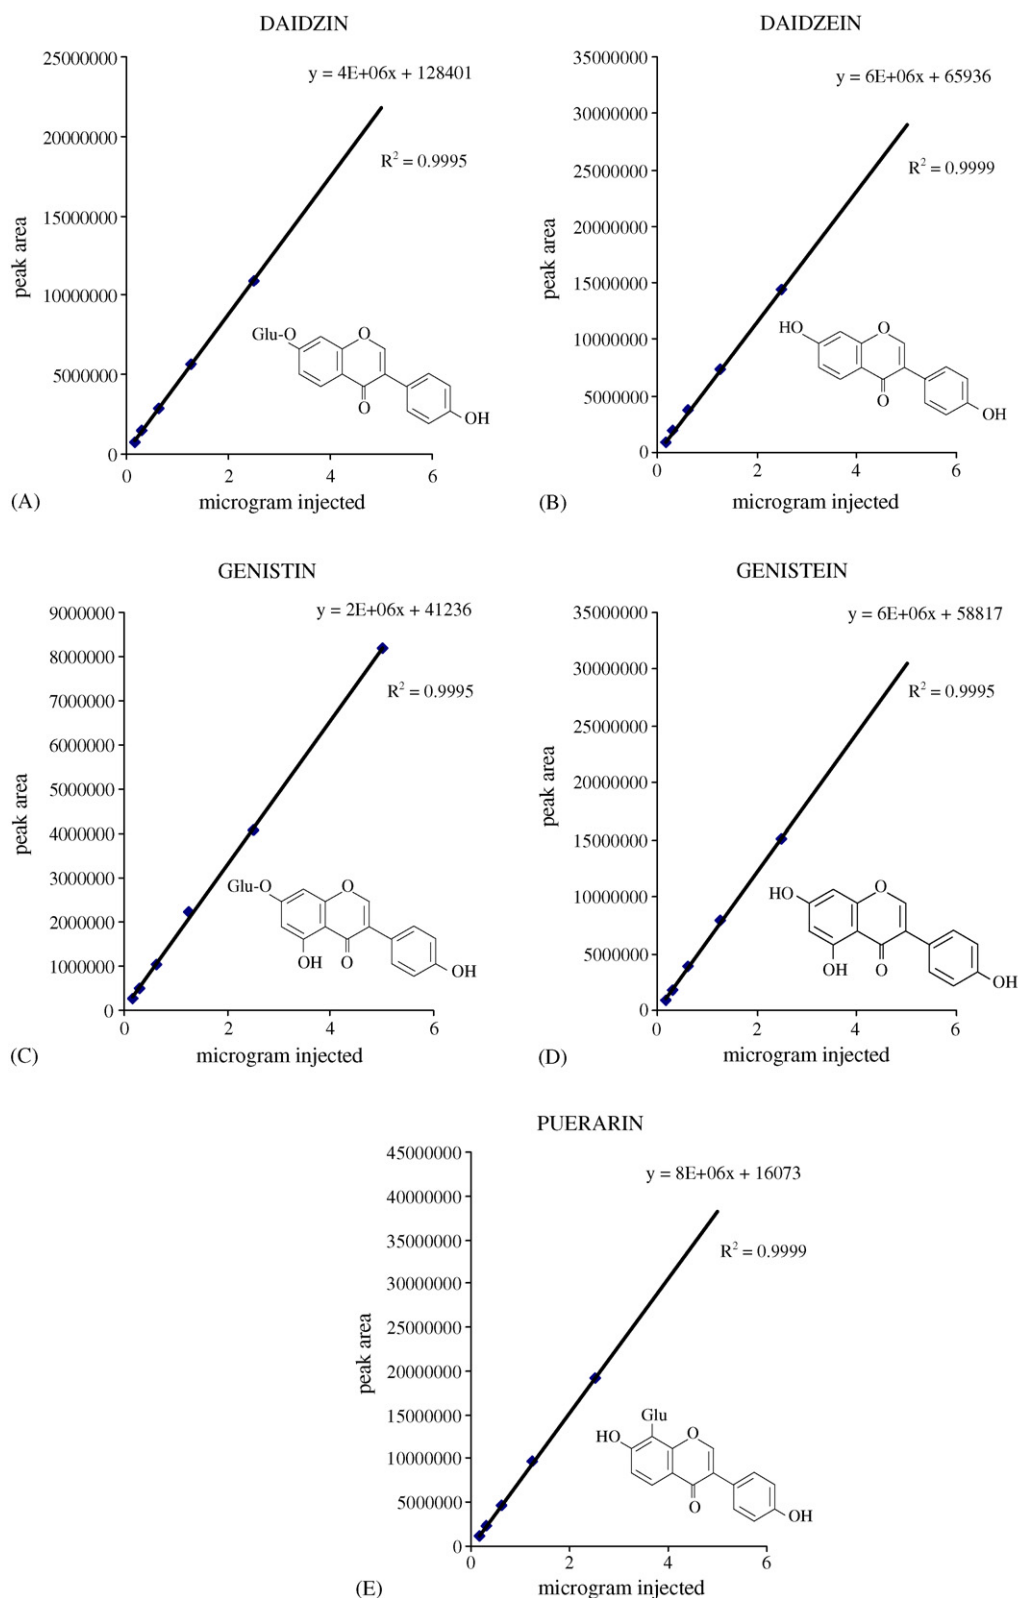 DAIDZIN
y = 4E+06x + 128401
R² = 0.9995
25000000
20000000
15000000
10000000
5000000
0
0 2 4 6
peak area
microgram injected
Glu-O
O
O
OH
(A)
DAIDZEIN
y = 6E+06x + 65936
R² = 0.9999
35000000
30000000
25000000
20000000
15000000
10000000
5000000
0
0 2 4 6
peak area
microgram injected
HO
O
O
OH
(B)
GENISTIN
y = 2E+06x + 41236
R² = 0.9995
9000000
8000000
7000000
6000000
5000000
4000000
3000000
2000000
1000000
0
0 2 4 6
peak area
microgram injected
Glu-O
O
OH
O
OH
(C)
GENISTEIN
y = 6E+06x + 58817
R² = 0.9995
35000000
30000000
25000000
20000000
15000000
10000000
5000000
0
0 2 4 6
peak area
microgram injected
HO
O
OH
O
OH
(D)
PUERARIN
y = 8E+06x + 16073
R² = 0.9999
45000000
40000000
35000000
30000000
25000000
20000000
15000000
10000000
5000000
0
0 2 4 6
peak area
microgram injected
Glu
HO
O
O
OH
(E)